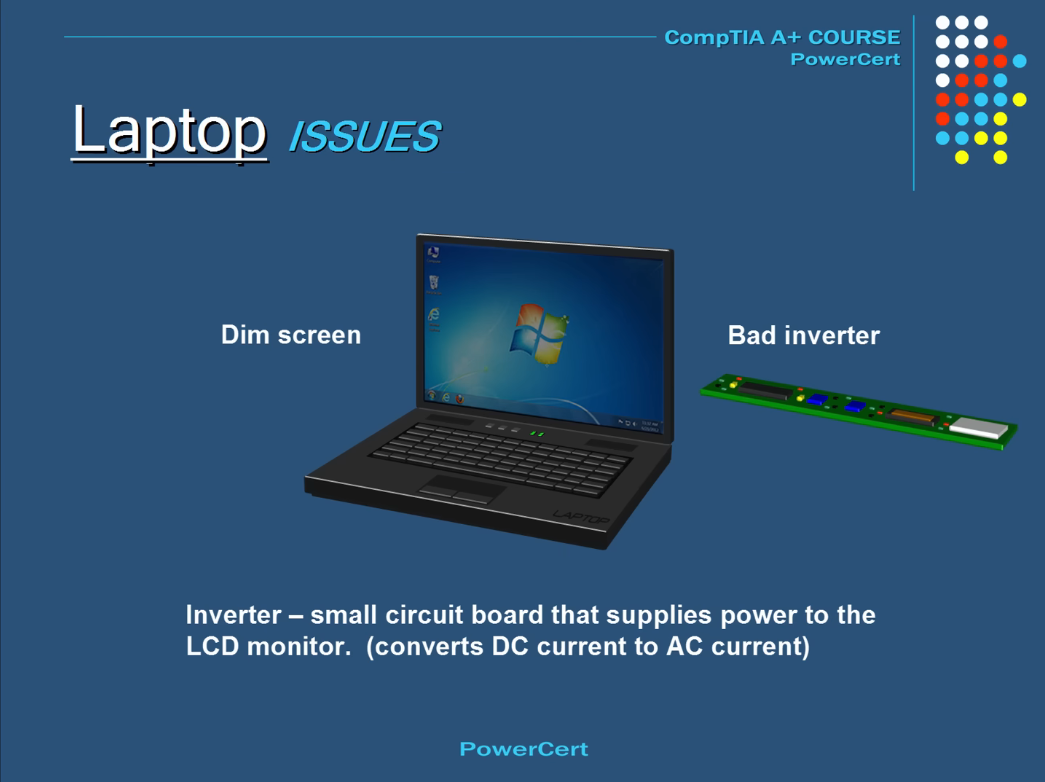 CompTIA A+ COURSE
PowerCert
Laptop ISSUES
Dim screen
Bad inverter
LAPTOP
Inverter – small circuit board that supplies power to the
LCD monitor. (converts DC current to AC current)
PowerCert